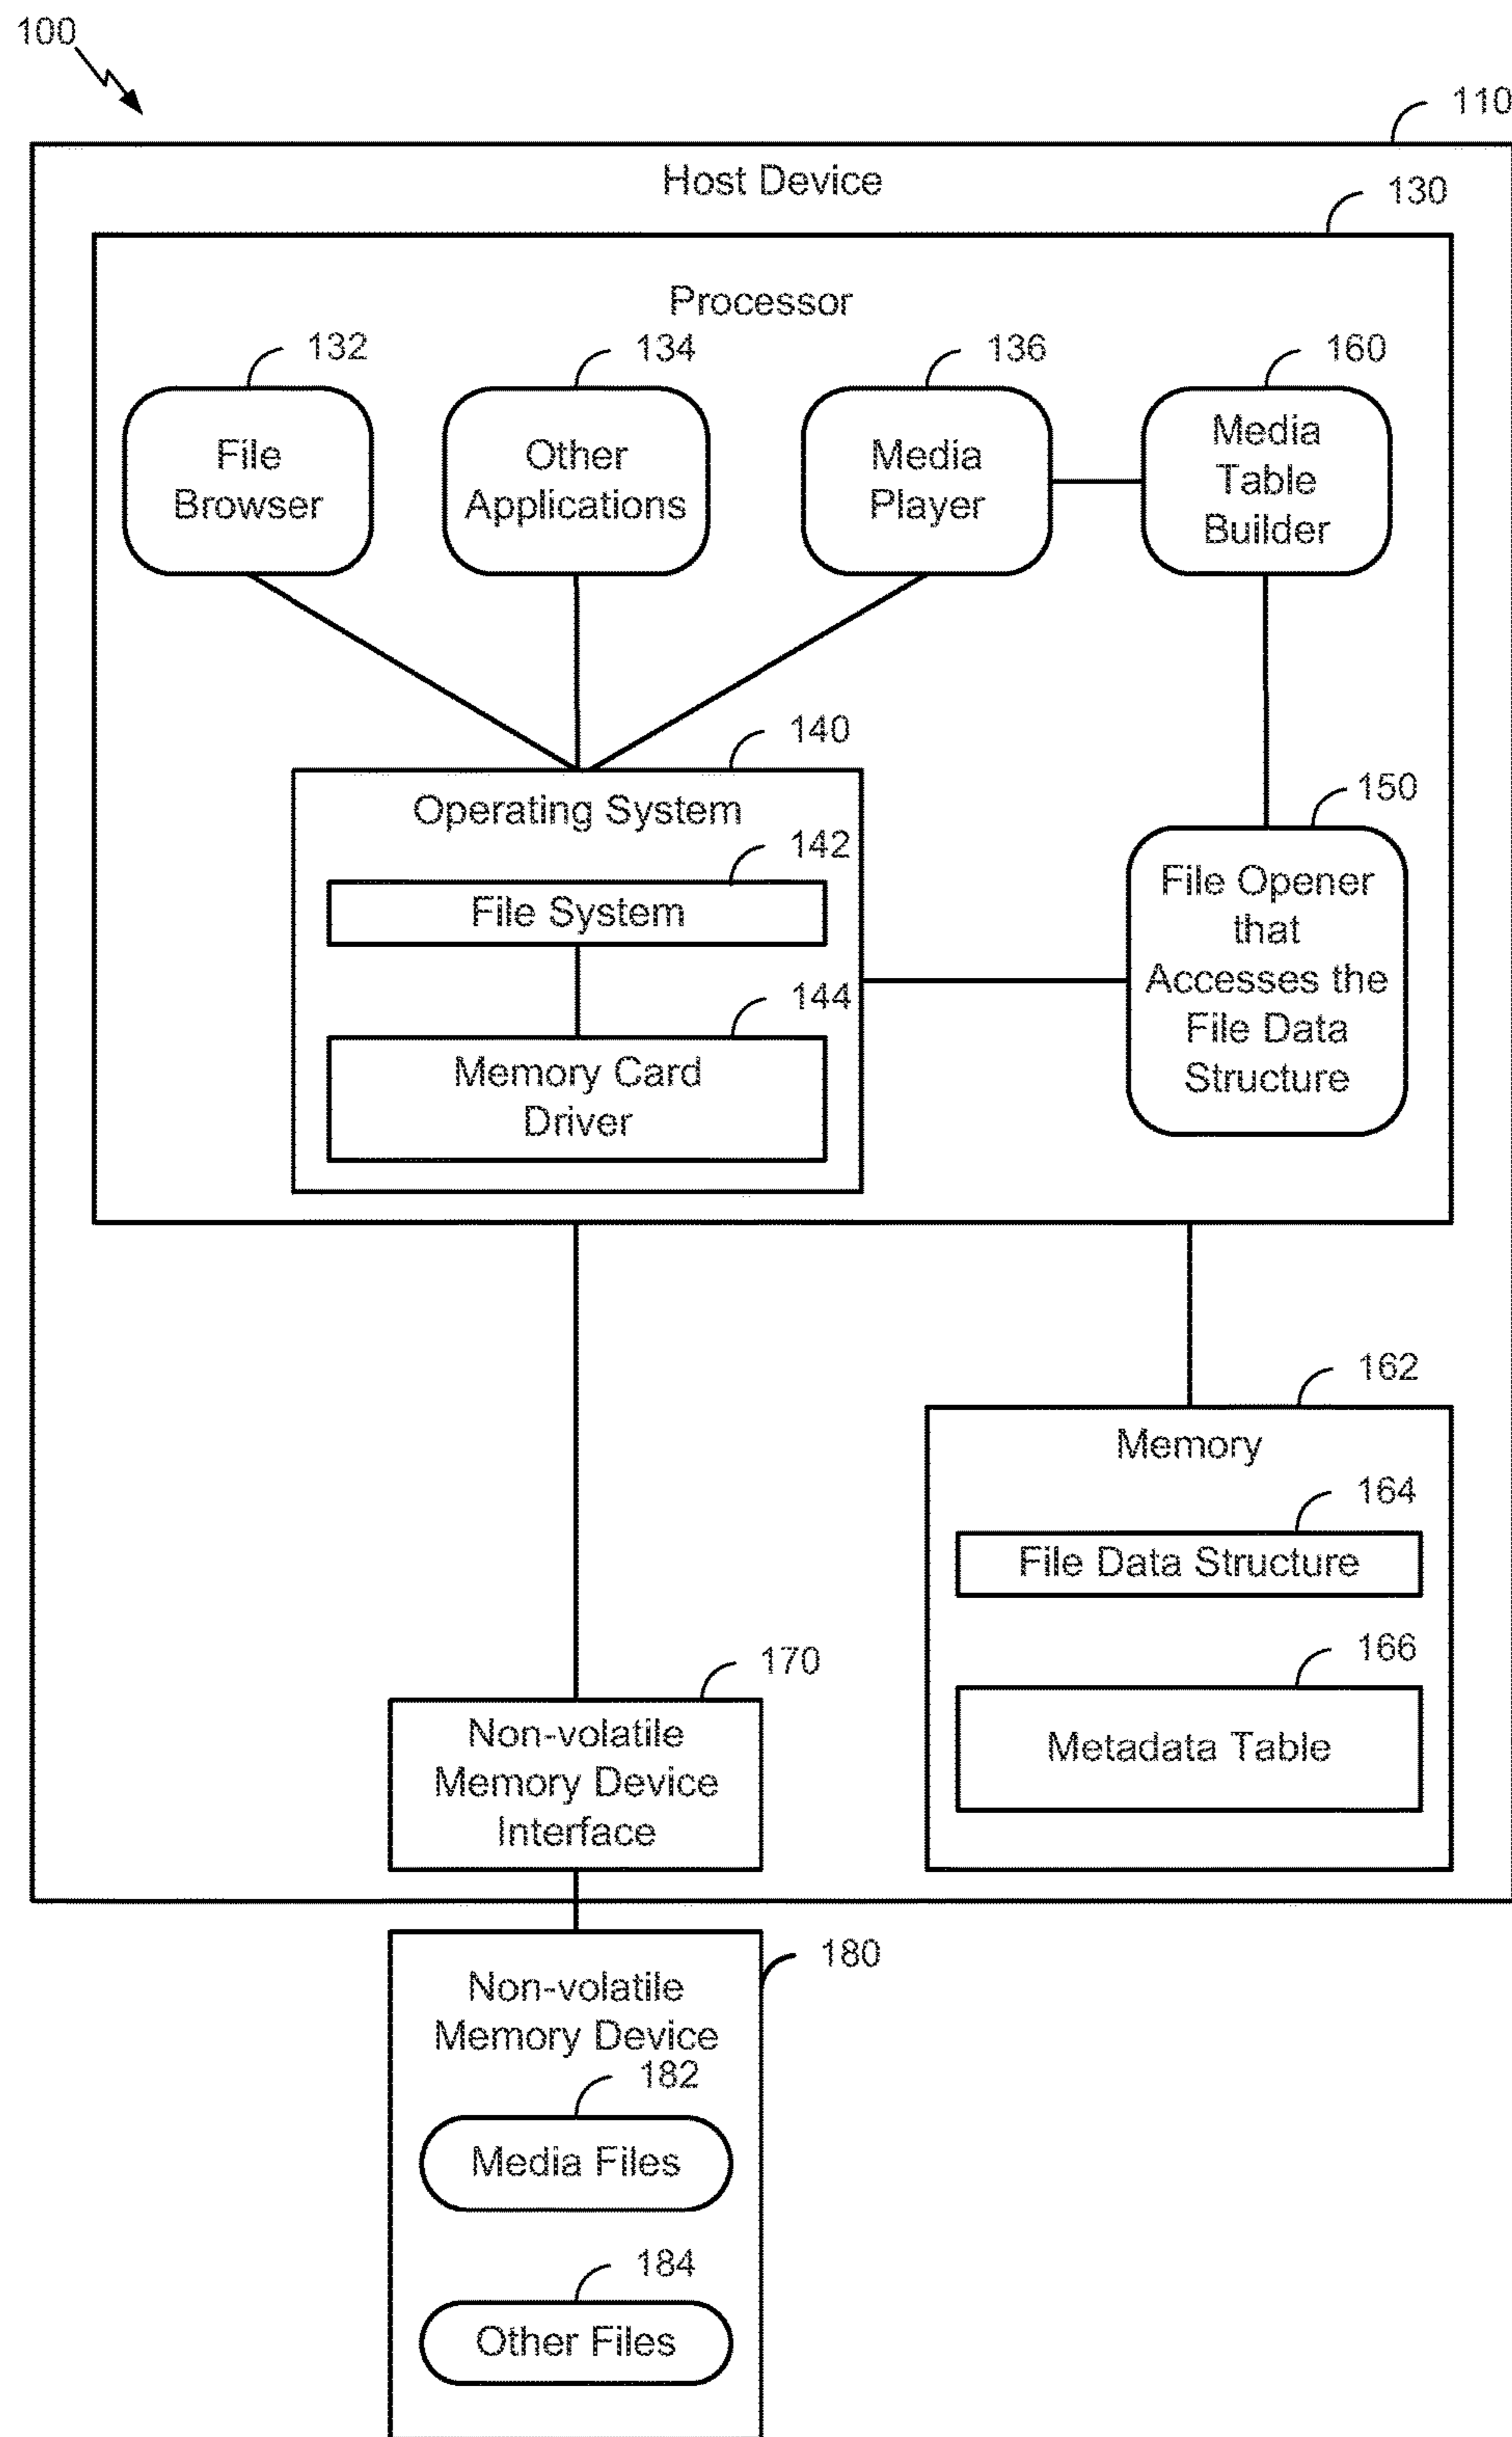 100
110
Host Device
130
Processor
132
134
136
160
File
Browser
Other
Applications
Media
Player
Media
Table
Builder
140
Operating System
142
File System
144
Memory Card
Driver
150
File Opener
that
Accesses the
File Data
Structure
162
Memory
164
File Data Structure
166
Metadata Table
170
Non-volatile
Memory Device
Interface
180
Non-volatile
Memory Device
182
Media Files
184
Other Files